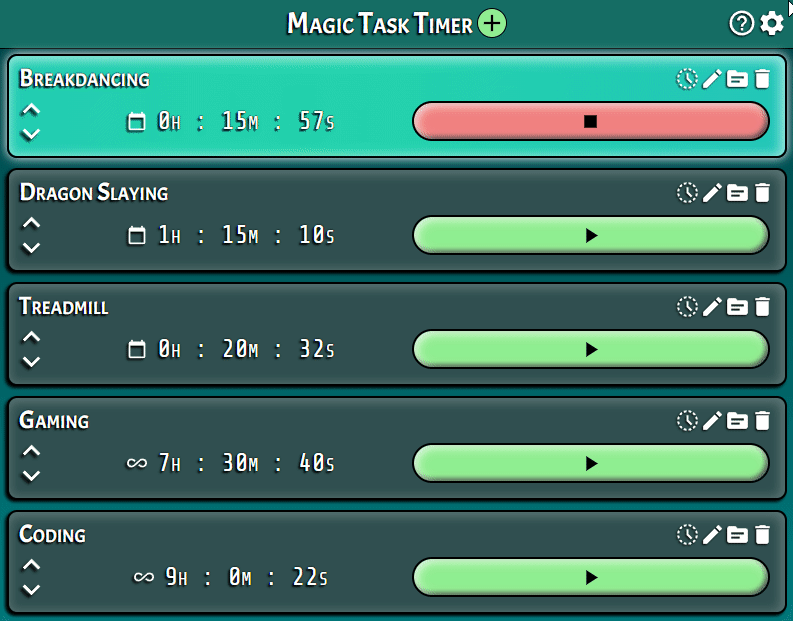 Magic Task Timer
Breakdancing
0h : 15m : 57s
Dragon Slaying
1h : 15m : 10s
Treadmill
0h : 20m : 32s
Gaming
7h : 30m : 40s
Coding
9h : 0m : 22s